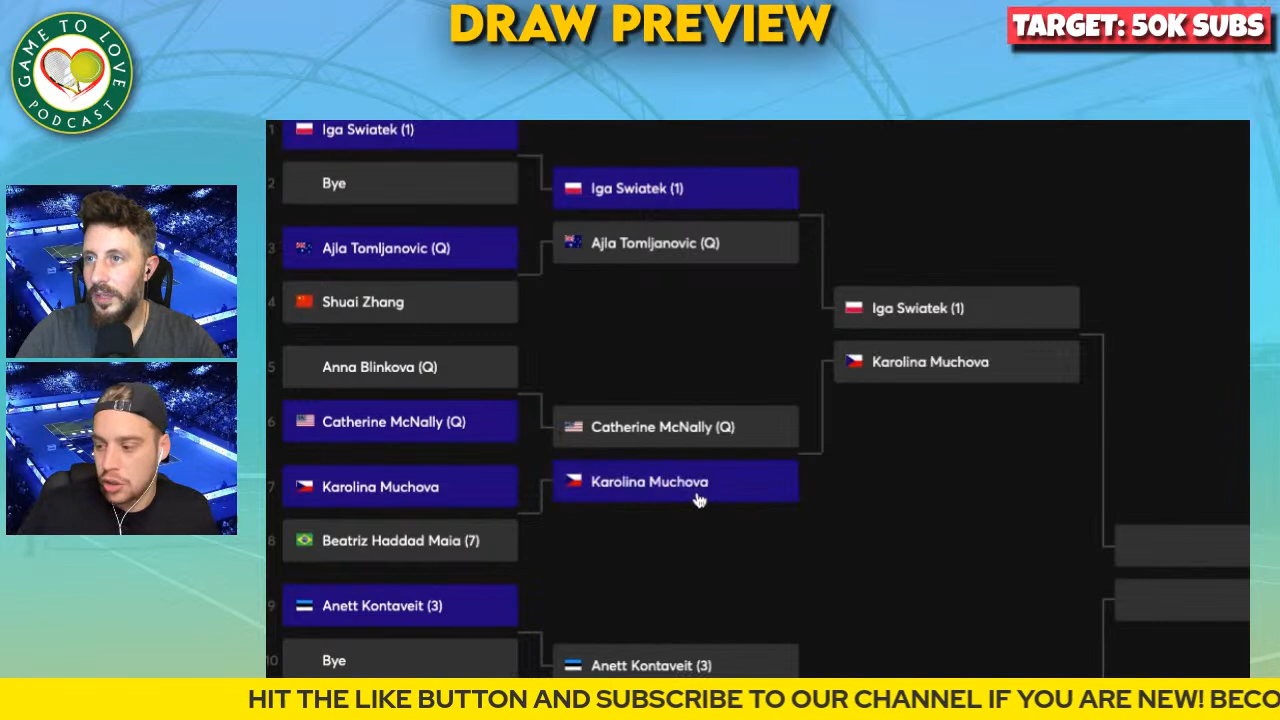 DRAW PREVIEW
TARGET: 50K SUBS
GAME TO LOVE
PODCAST
1 Iga Swiatek (1)
2 Bye
3 Ajla Tomljanovic (Q)
4 Shuai Zhang
5 Anna Blinkova (Q)
6 Catherine McNally (Q)
7 Karolina Muchova
8 Beatriz Haddad Maia (7)
9 Anett Kontaveit (3)
10 Bye
Iga Swiatek (1)
Ajla Tomljanovic (Q)
Catherine McNally (Q)
Karolina Muchova
Anett Kontaveit (3)
Iga Swiatek (1)
Karolina Muchova
HIT THE LIKE BUTTON AND SUBSCRIBE TO OUR CHANNEL IF YOU ARE NEW! BECO